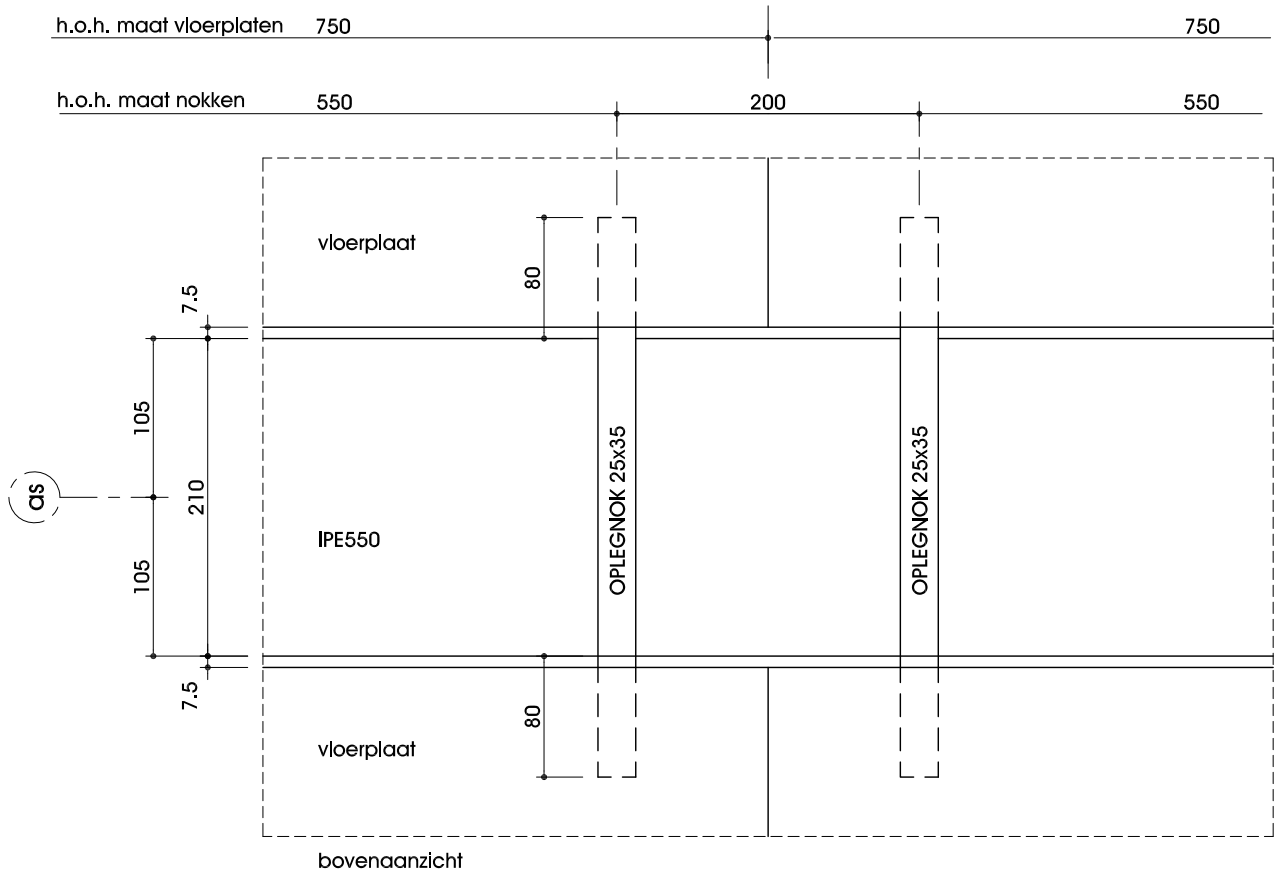 h.o.h. maat vloerplaten 750 750
h.o.h. maat nokken 550 200 550
vloerplaat
80
7.5
105
210
105
as
IPE550
OPLEGNOK 25x35
OPLEGNOK 25x35
7.5
80
vloerplaat
bovenaanzicht